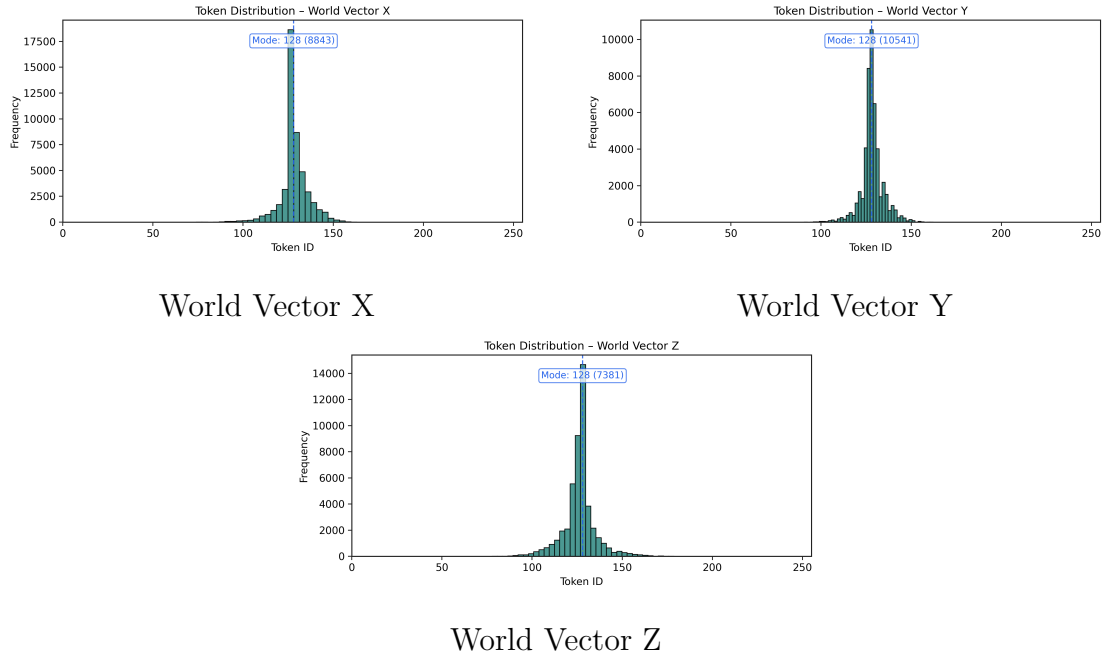 Token Distribution – World Vector X
Mode: 128 (8843)
17500
15000
12500
10000
7500
5000
2500
0
Frequency
0 50 100 150 200 250
Token ID
World Vector X
Token Distribution – World Vector Y
Mode: 128 (10541)
10000
8000
6000
4000
2000
0
Frequency
0 50 100 150 200 250
Token ID
World Vector Y
Token Distribution – World Vector Z
Mode: 128 (7381)
14000
12000
10000
8000
6000
4000
2000
0
Frequency
0 50 100 150 200 250
Token ID
World Vector Z